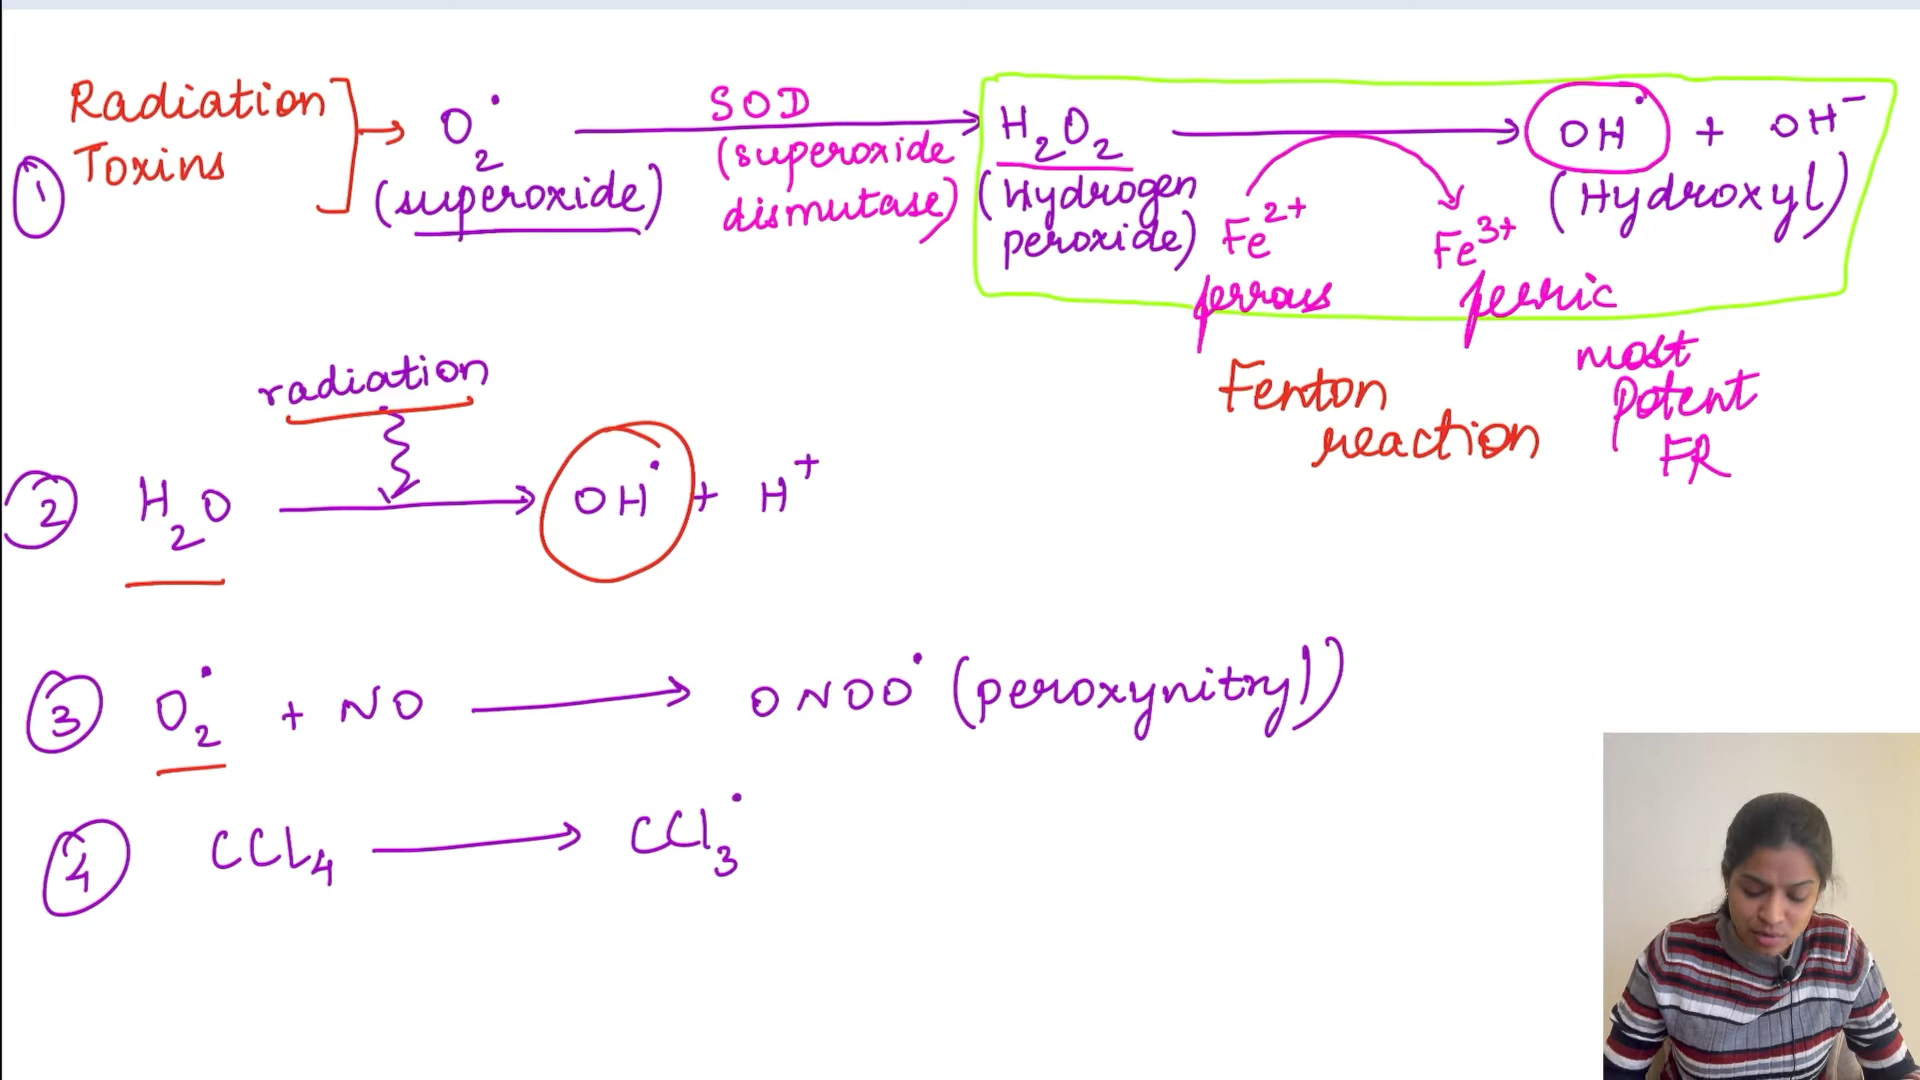 Radiation
Toxins
①
O₂˙
(superoxide)
SOD
(superoxide
dismutase)
H₂O₂
(Hydrogen
peroxide)
Fe²⁺
ferrous
Fe³⁺
ferric
OH˙ + OH⁻
(Hydroxyl)
Fenton
reaction
most
Potent
FR
radiation
② H₂O → OH˙ + H⁺
③ O₂˙ + NO → ONOO˙ (peroxynitryl)
④ CCL₄ → CCl₃˙